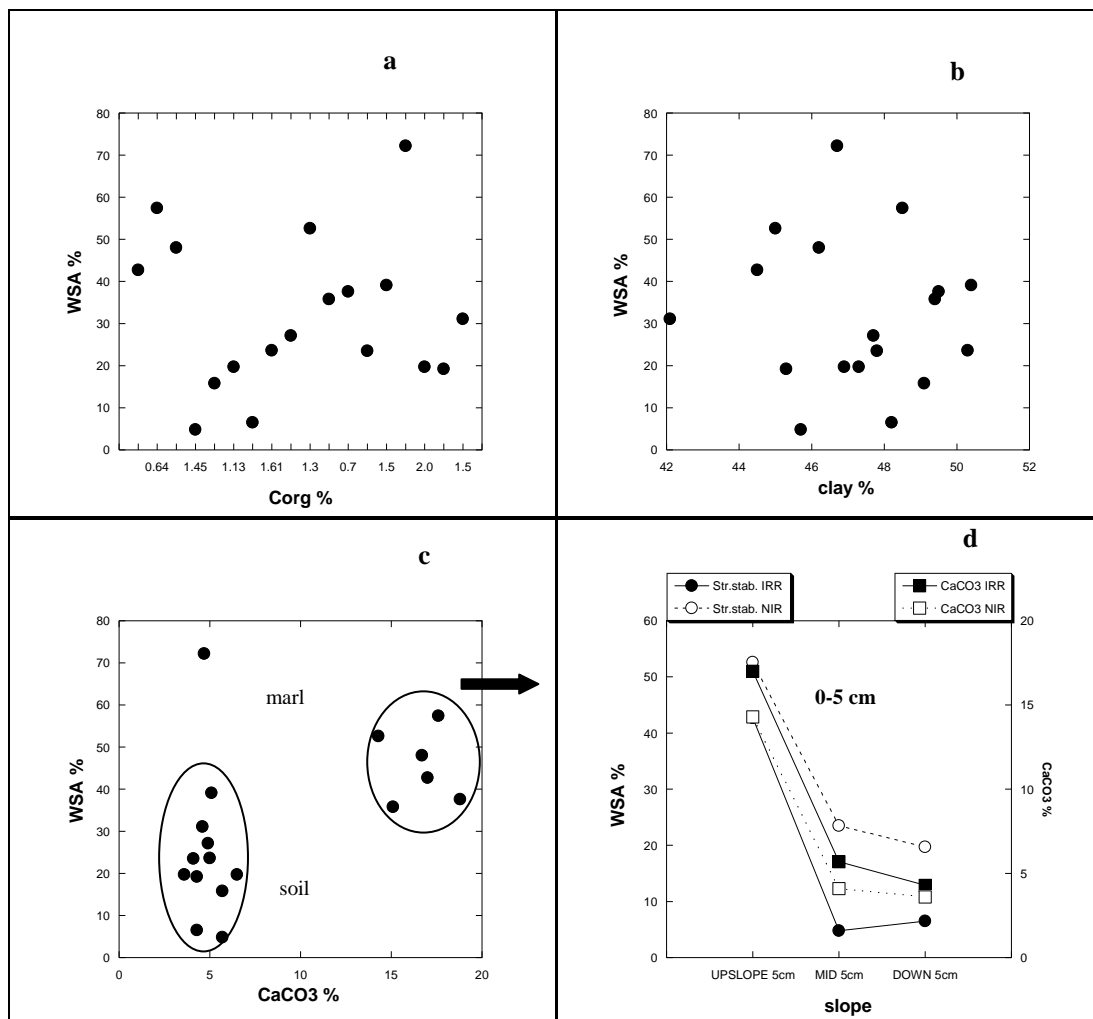 a
80
70
60
50
40
30
20
10
0
WSA %
0.64 1.45 1.13 1.61 1.3 0.7 1.5 2.0 1.5
Corg %
b
80
70
60
50
40
30
20
10
0
WSA %
42 44 46 48 50 52
clay %
c
80
70
60
50
40
30
20
10
0
WSA %
marl
soil
0 5 10 15 20
CaCO3 %
d
Str.stab. IRR
Str.stab. NIR
CaCO3 IRR
CaCO3 NIR
60
50
40
30
20
10
0
WSA %
0-5 cm
20
15
10
5
0
CaCO3 %
UPSLOPE 5cm MID 5cm DOWN 5cm
slope